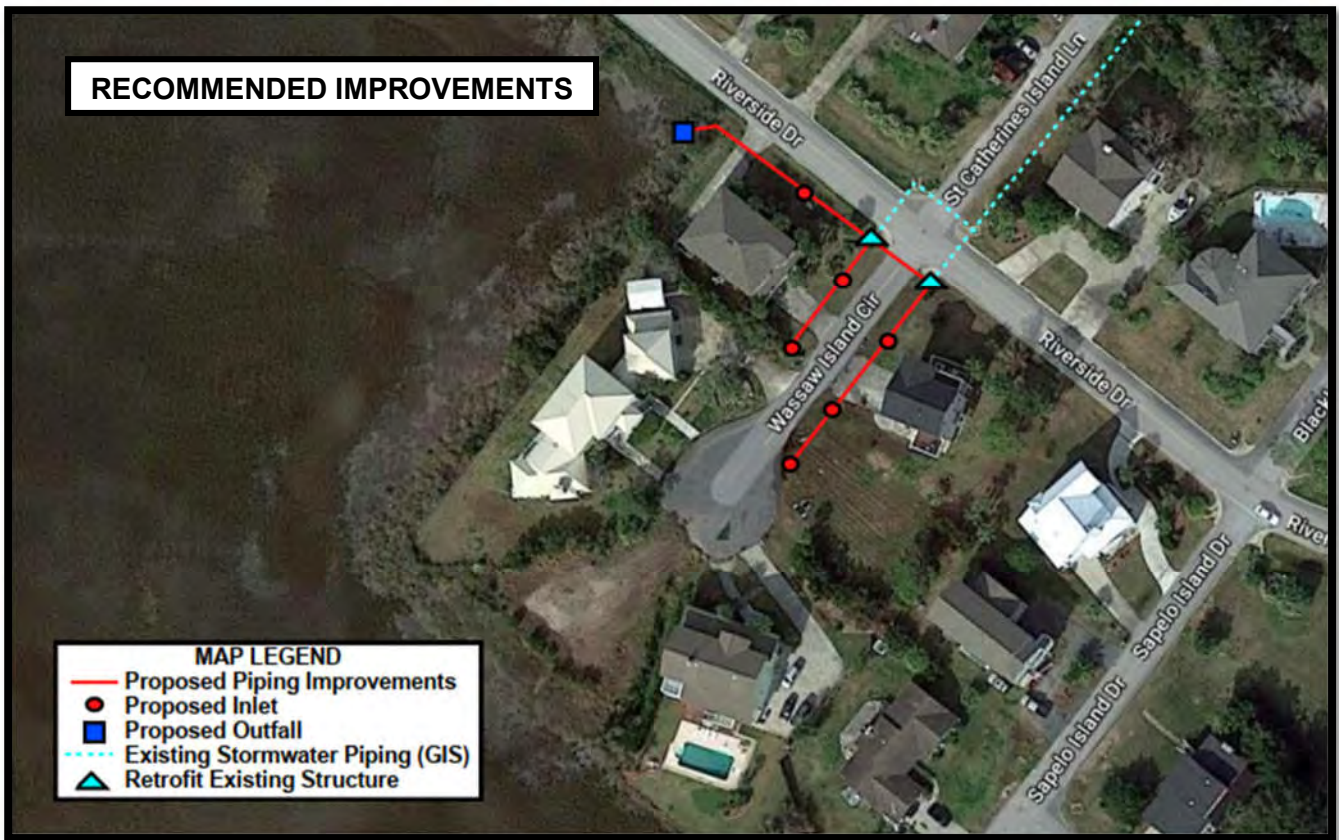 RECOMMENDED IMPROVEMENTS
Riverside Dr
St Catherines Island Ln
Wassaw Island Cir
Riverside Dr
Sapelo Island Dr
Sapelo Island Dr
MAP LEGEND
Proposed Piping Improvements
Proposed Inlet
Proposed Outfall
Existing Stormwater Piping (GIS)
Retrofit Existing Structure